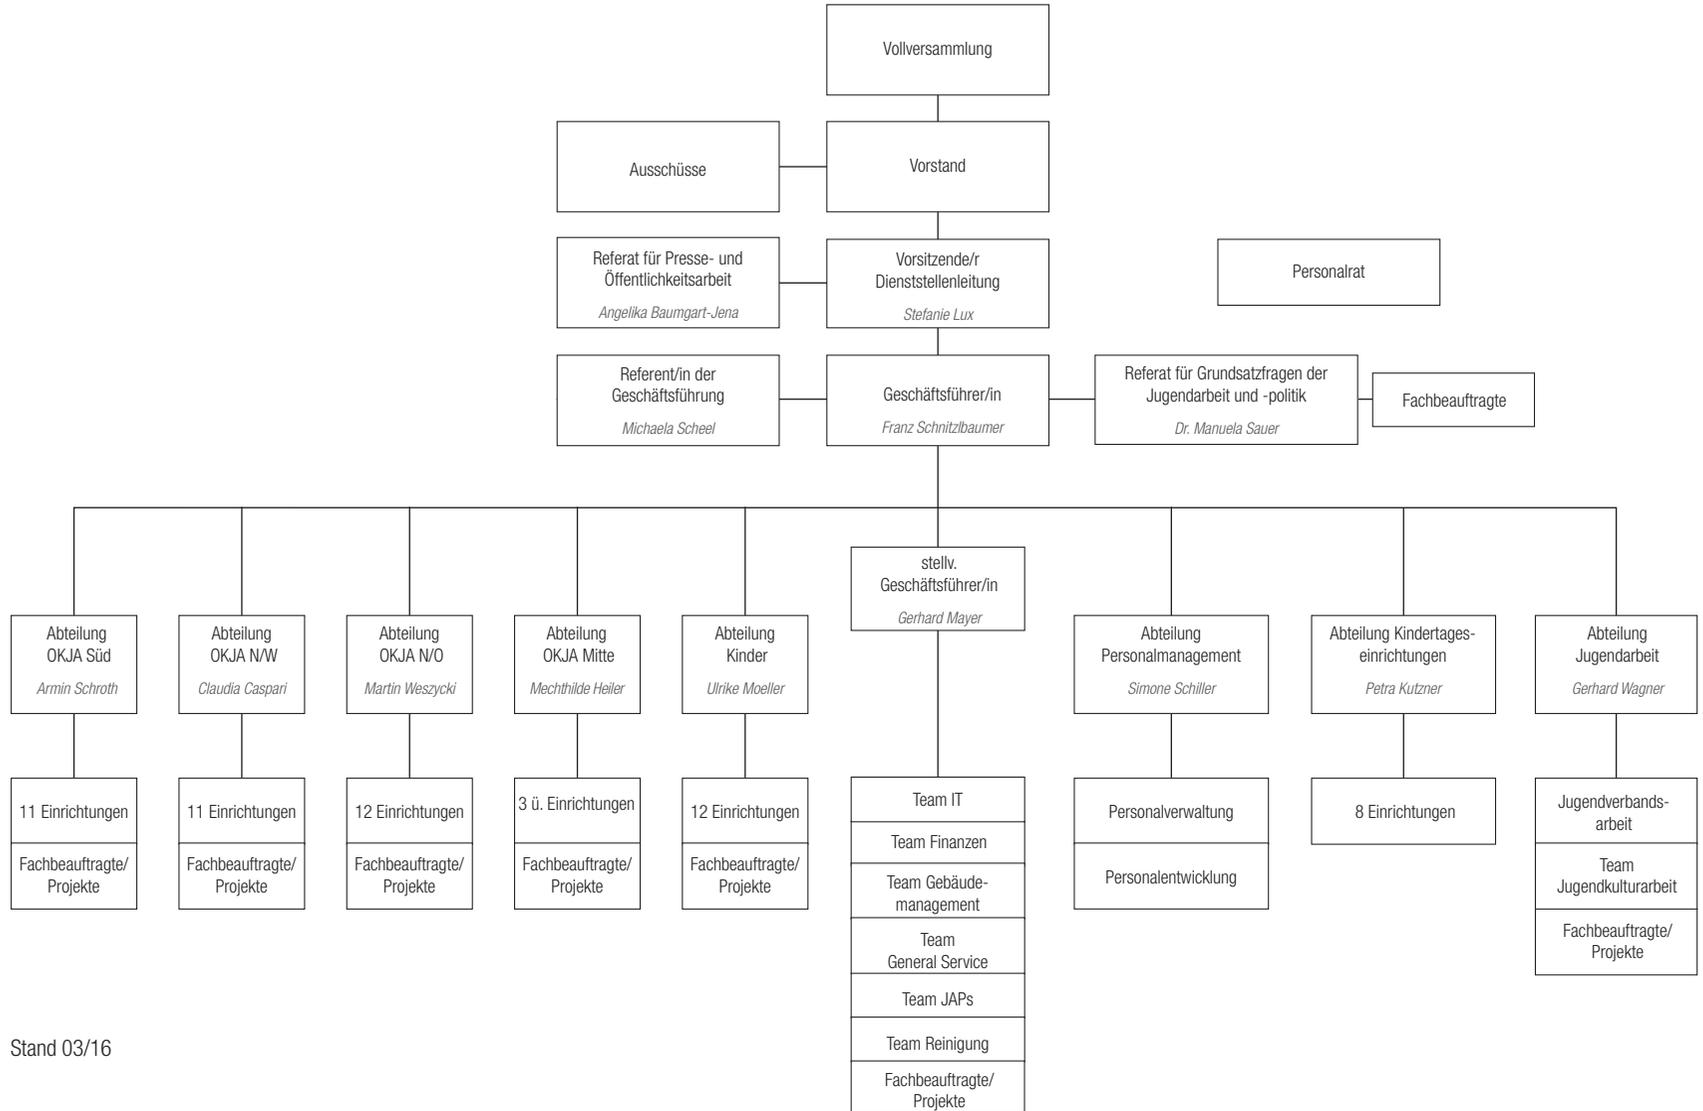 Vollversammlung
Ausschüsse
Vorstand
Referat für Presse- und
Öffentlichkeitsarbeit
Angelika Baumgart-Jena
Vorsitzende/r
Dienststellenleitung
Stefanie Lux
Personalrat
Referent/in der
Geschäftsführung
Michaela Scheel
Geschäftsführer/in
Franz Schnitzlbaumer
Referat für Grundsatzfragen der
Jugendarbeit und -politik
Dr. Manuela Sauer
Fachbeauftragte
stellv.
Geschäftsführer/in
Gerhard Mayer
Abteilung
OKJA Süd
Armin Schroth
Abteilung
OKJA N/W
Claudia Caspari
Abteilung
OKJA N/O
Martin Weszycki
Abteilung
OKJA Mitte
Mechthilde Heiler
Abteilung
Kinder
Ulrike Moeller
Abteilung
Personalmanagement
Simone Schiller
Abteilung Kindertages-
einrichtungen
Petra Kutzner
Abteilung
Jugendarbeit
Gerhard Wagner
11 Einrichtungen
Fachbeauftragte/
Projekte
11 Einrichtungen
Fachbeauftragte/
Projekte
12 Einrichtungen
Fachbeauftragte/
Projekte
3 ü. Einrichtungen
Fachbeauftragte/
Projekte
12 Einrichtungen
Fachbeauftragte/
Projekte
Team IT
Team Finanzen
Team Gebäude-
management
Team
General Service
Team JAPs
Team Reinigung
Fachbeauftragte/
Projekte
Personalverwaltung
Personalentwicklung
8 Einrichtungen
Jugendverbands-
arbeit
Team
Jugendkulturarbeit
Fachbeauftragte/
Projekte
Stand 03/16